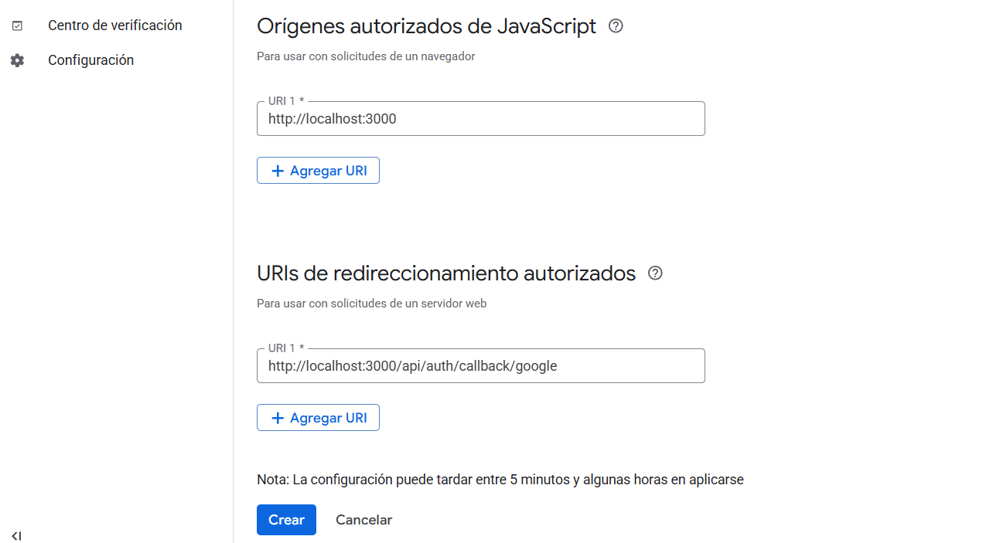 Centro de verificación
Configuración
Orígenes autorizados de JavaScript
Para usar con solicitudes de un navegador
URI 1 *
http://localhost:3000
+ Agregar URI
URIs de redireccionamiento autorizados
Para usar con solicitudes de un servidor web
URI 1 *
http://localhost:3000/api/auth/callback/google
+ Agregar URI
Nota: La configuración puede tardar entre 5 minutos y algunas horas en aplicarse
Crear Cancelar